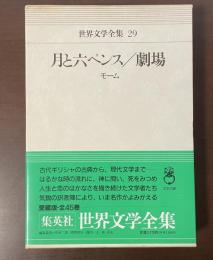 世界文学全集 29
月と六ペンス／劇場
モーム
古代ギリシャの古典から、現代文学まで
はるかな時の流れに、神に問い、死をみつめ
人生と恋のはかなさを描き続けた文学者たち
気鋭の訳者陣により、いま名作がよみがえる
愛蔵版・全45巻
集英社 世界文学全集